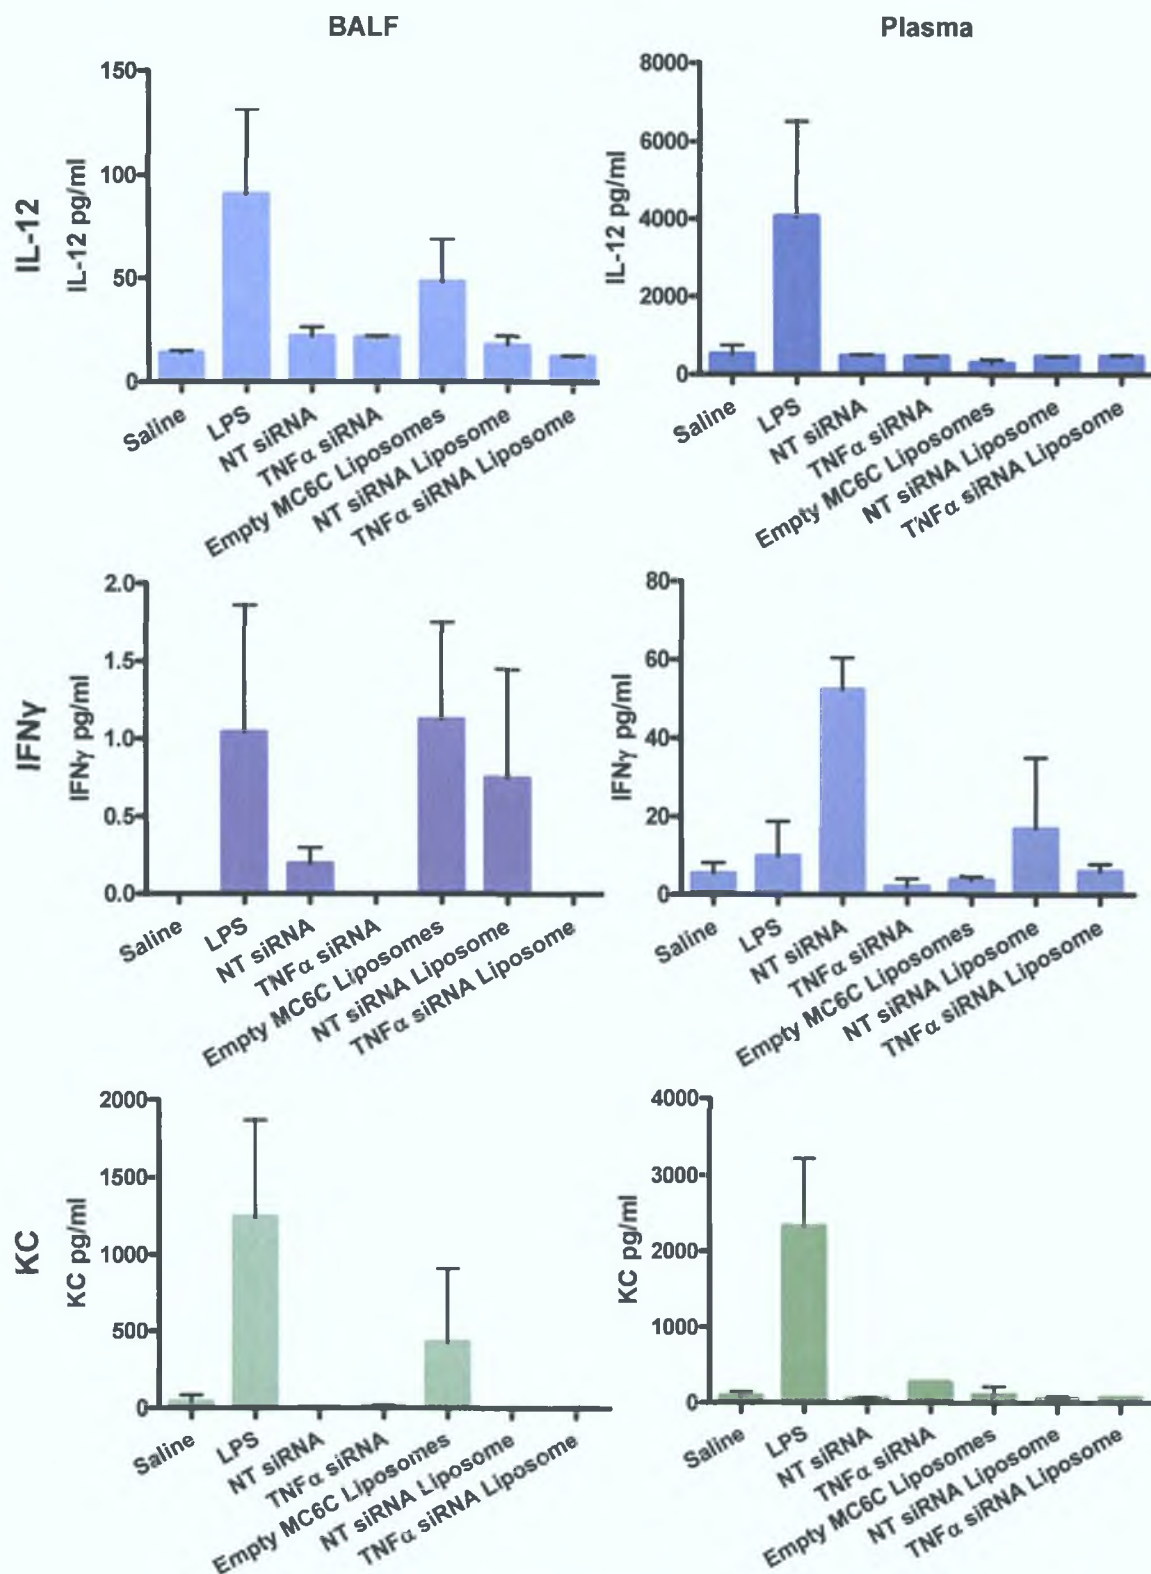 BALF
Plasma
IL-12
IL-12 pg/ml
150
100
50
0
Saline
LPS
NT siRNA
TNFα siRNA
Empty MC6C Liposomes
NT siRNA Liposome
TNFα siRNA Liposome
IL-12 pg/ml
8000
6000
4000
2000
0
Saline
LPS
NT siRNA
TNFα siRNA
Empty MC6C Liposomes
NT siRNA Liposome
TNFα siRNA Liposome
IFNγ
IFNγ pg/ml
2.0
1.5
1.0
0.5
0.0
Saline
LPS
NT siRNA
TNFα siRNA
Empty MC6C Liposomes
NT siRNA Liposome
TNFα siRNA Liposome
IFNγ pg/ml
80
60
40
20
0
Saline
LPS
NT siRNA
TNFα siRNA
Empty MC6C Liposomes
NT siRNA Liposome
TNFα siRNA Liposome
KC
KC pg/ml
2000
1500
1000
500
0
Saline
LPS
NT siRNA
TNFα siRNA
Empty MC6C Liposomes
NT siRNA Liposome
TNFα siRNA Liposome
KC pg/ml
4000
3000
2000
1000
0
Saline
LPS
NT siRNA
TNFα siRNA
Empty MC6C Liposomes
NT siRNA Liposome
TNFα siRNA Liposome